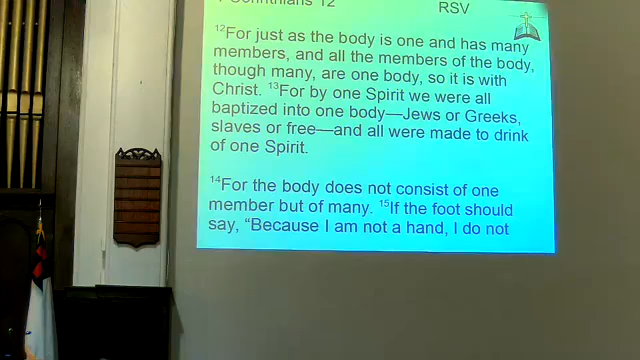 Corinthians 12 RSV
12For just as the body is one and has many
members, and all the members of the body,
though many, are one body, so it is with
Christ. 13For by one Spirit we were all
baptized into one body—Jews or Greeks,
slaves or free—and all were made to drink
of one Spirit.
14For the body does not consist of one
member but of many. 15If the foot should
say, “Because I am not a hand, I do not